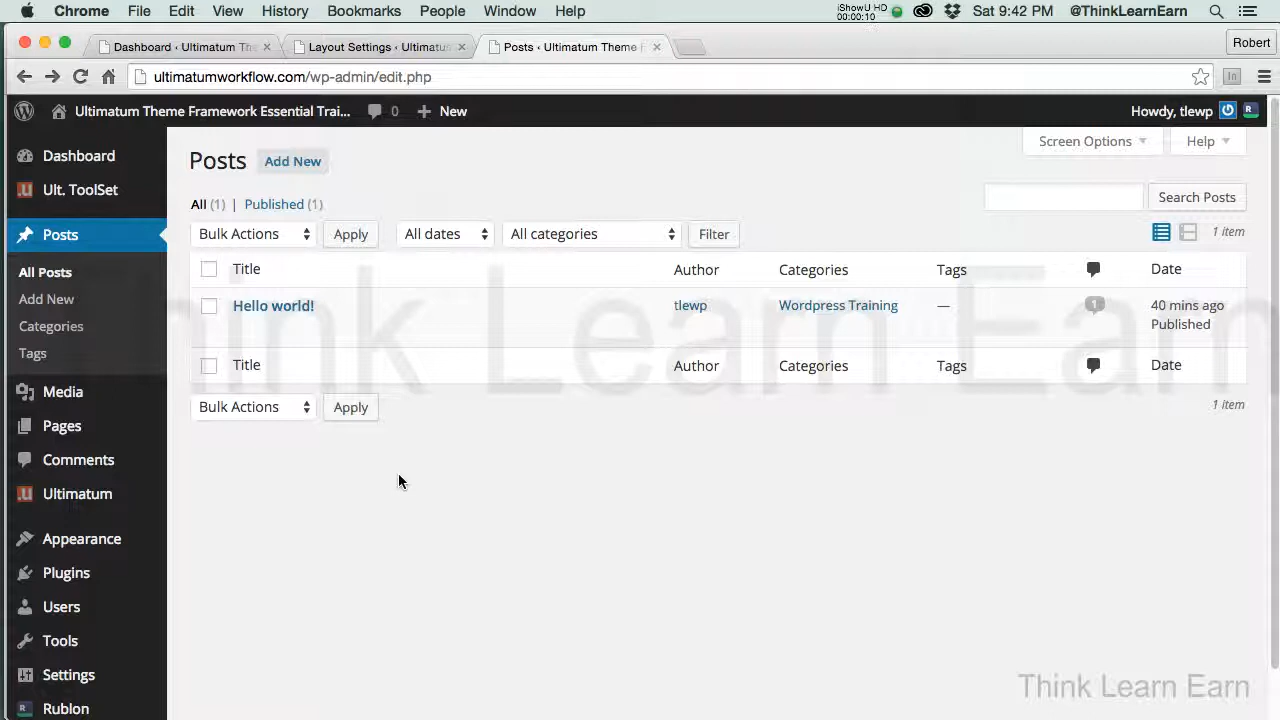 Chrome File Edit View History Bookmarks People Window Help iShowU HD 00:00:10 Sat 9:42 PM @ThinkLearnEarn
Dashboard ‹ Ultimatum The × Layout Settings ‹ Ultimatu × Posts ‹ Ultimatum Theme F × Robert
ultimatumworkflow.com/wp-admin/edit.php
Ultimatum Theme Framework Essential Trai... 0 + New Howdy, tlewp
Screen Options Help
Dashboard
Ult. ToolSet
Posts
All Posts
Add New
Categories
Tags
Media
Pages
Comments
Ultimatum
Appearance
Plugins
Users
Tools
Settings
Rublon
Posts Add New
All (1) | Published (1) Search Posts
Bulk Actions Apply All dates All categories Filter 1 item
Title Author Categories Tags Date
Hello world! tlewp Wordpress Training — 1 40 mins ago
Published
Title Author Categories Tags Date
Bulk Actions Apply 1 item
Think Learn Earn
Think Learn Earn